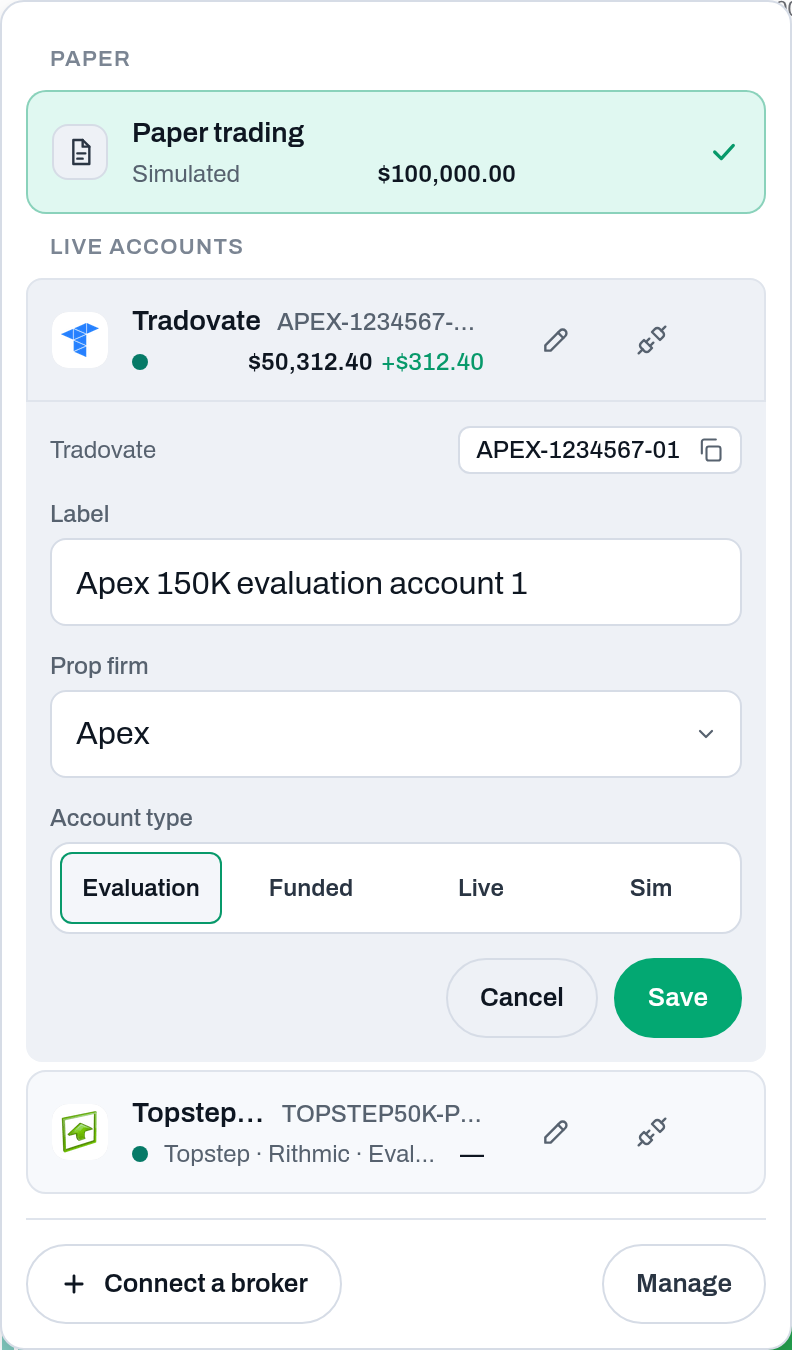 PAPER
Paper trading
Simulated $100,000.00
LIVE ACCOUNTS
Tradovate APEX-1234567-...
$50,312.40 +$312.40
Tradovate APEX-1234567-01
Label
Apex 150K evaluation account 1
Prop firm
Apex
Account type
Evaluation Funded Live Sim
Cancel Save
Topstep... TOPSTEP50K-P...
Topstep · Rithmic · Eval... —
Connect a broker Manage